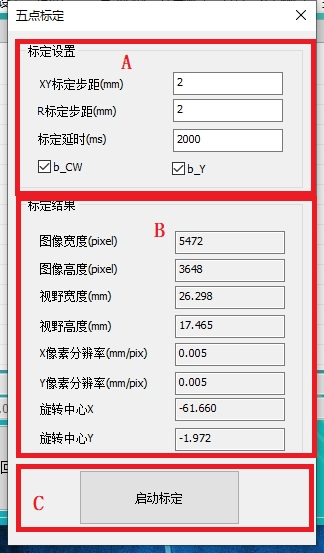 五点标定
标定设置
A
XY标定步距(mm) 2
R标定步距(mm) 2
标定延时(ms) 2000
b_CW b_Y
标定结果
B
图像宽度(pixel) 5472
图像高度(pixel) 3648
视野宽度(mm) 26.298
视野高度(mm) 17.465
X像素分辨率(mm/pix) 0.005
Y像素分辨率(mm/pix) 0.005
旋转中心X -61.660
旋转中心Y -1.972
C
启动标定